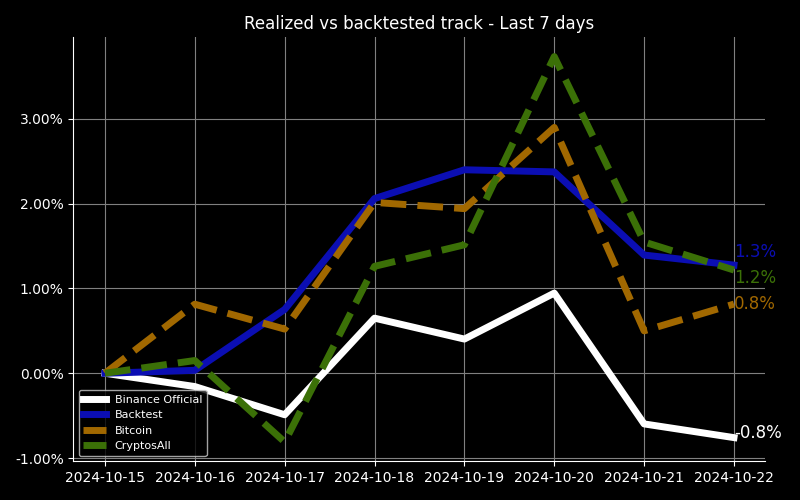 Realized vs backtested track - Last 7 days
3.00%
2.00%
1.00%
0.00%
-1.00%
1.3%
1.2%
0.8%
-0.8%
Binance Official
Backtest
Bitcoin
CryptosAll
2024-10-15 2024-10-16 2024-10-17 2024-10-18 2024-10-19 2024-10-20 2024-10-21 2024-10-22